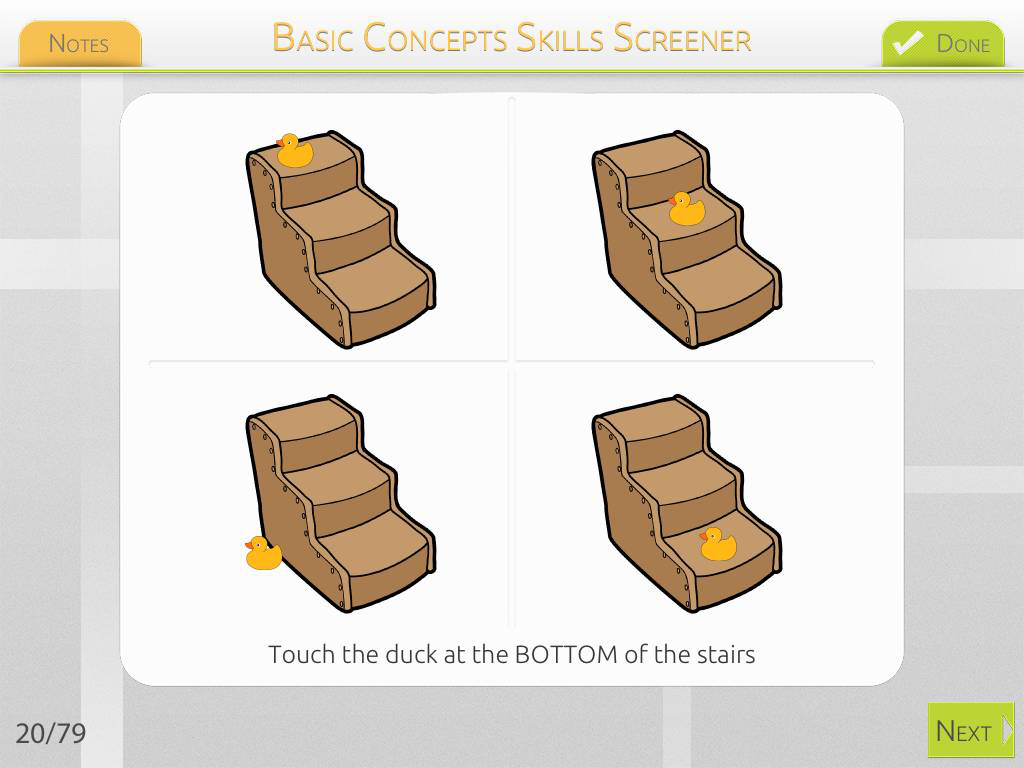 Notes
Basic Concepts Skills Screener
Done
Touch the duck at the BOTTOM of the stairs
20/79
Next